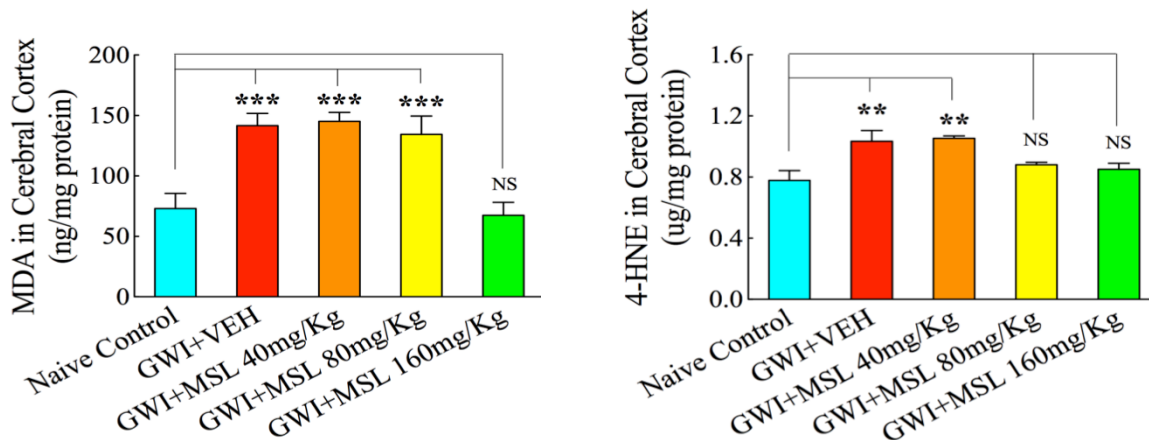 MDA in Cerebral Cortex
(ng/mg protein)
200
150
100
50
0
***
***
***
NS
Naive Control
GWI+VEH
GWI+MSL 40mg/Kg
GWI+MSL 80mg/Kg
GWI+MSL 160mg/Kg
4-HNE in Cerebral Cortex
(ug/mg protein)
1.6
1.2
0.8
0.4
0.0
**
**
NS
NS
Naive Control
GWI+VEH
GWI+MSL 40mg/Kg
GWI+MSL 80mg/Kg
GWI+MSL 160mg/Kg